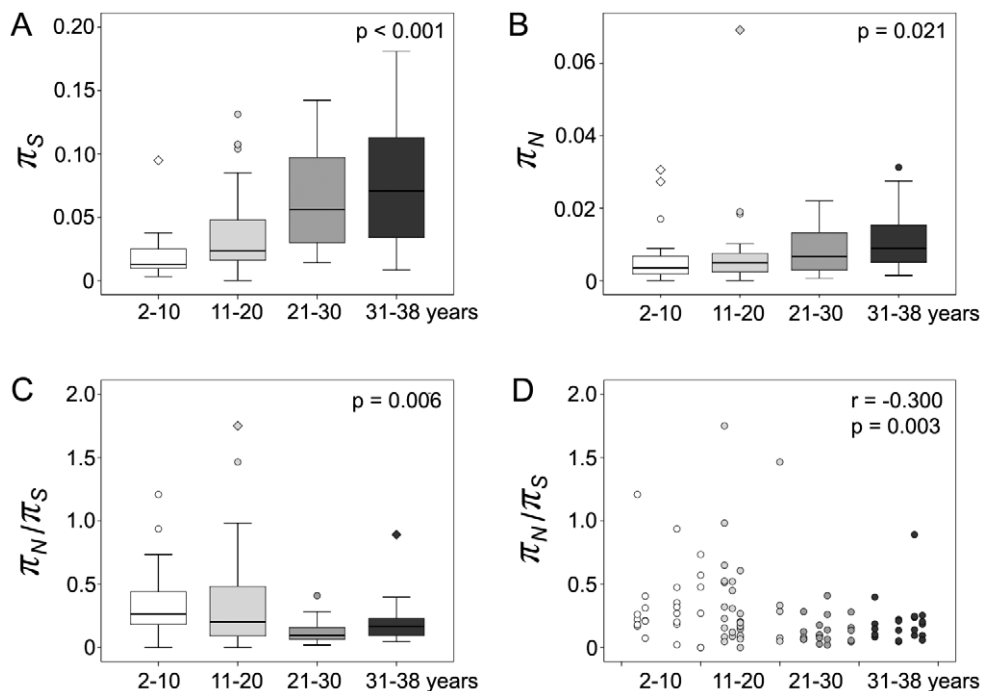 A
p < 0.001
πS
0.20
0.15
0.10
0.05
0
2-10 11-20 21-30 31-38 years
B
p = 0.021
πN
0.06
0.04
0.02
0
2-10 11-20 21-30 31-38 years
C
p = 0.006
πN/πS
2.0
1.5
1.0
0.5
0
2-10 11-20 21-30 31-38 years
D
r = -0.300
p = 0.003
πN/πS
2.0
1.5
1.0
0.5
0
2-10 11-20 21-30 31-38 years